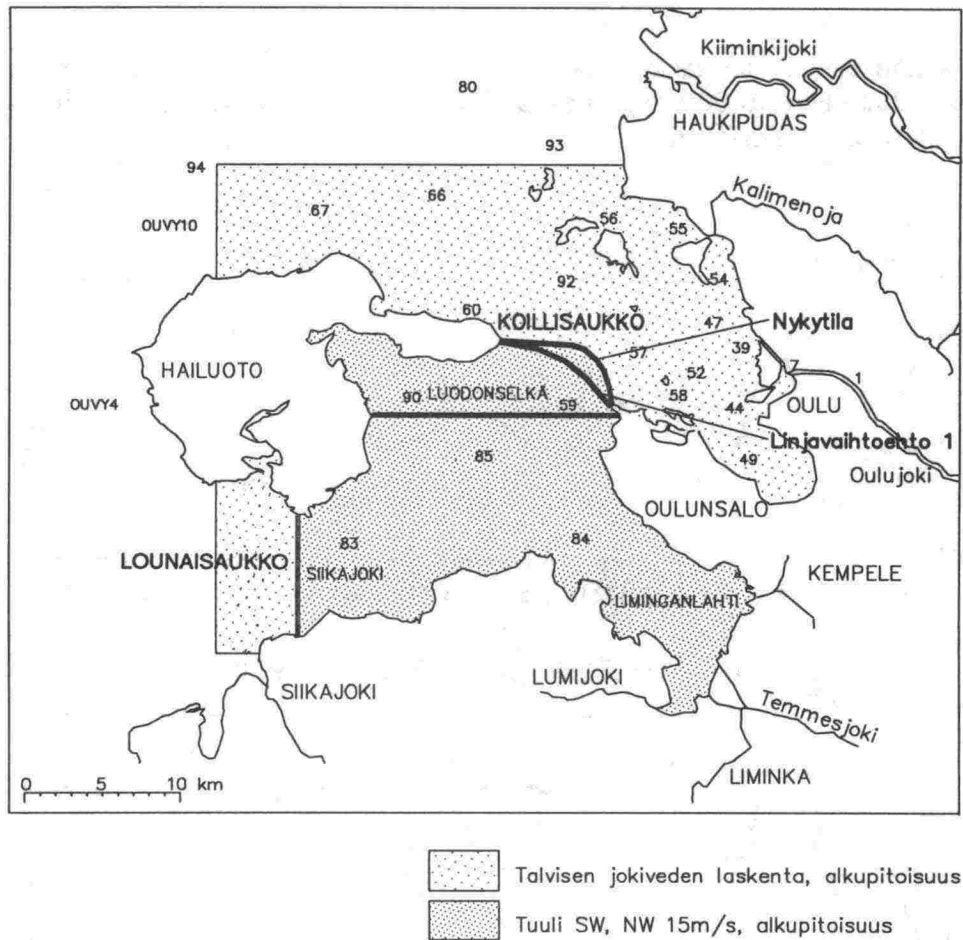 Kiiminkijoki
80
HAUKIPUDAS
93
94
Kalimenoja
66
67
56
OUVY10
55
54
92
60
KOILLISAUKKO
47
Nykytila
57
39
HAILUOTO
7
1
52
LUODONSELKÄ
90
58
OUVY4
59
44
OULU
Linjavaihtoehto 1
85
49
Oulujoki
OULUNSALO
83
84
LOUNAISAUKKO
SIIKAJOKI
KEMPELE
LIMINGANLAHTI
LUMIJOKI
SIIKAJOKI
Temmesjoki
0 5 10 km
LIMINKA
Talvisen jokiveden laskenta, alkupitoisuus
Tuuli SW, NW 15m/s, alkupitoisuus